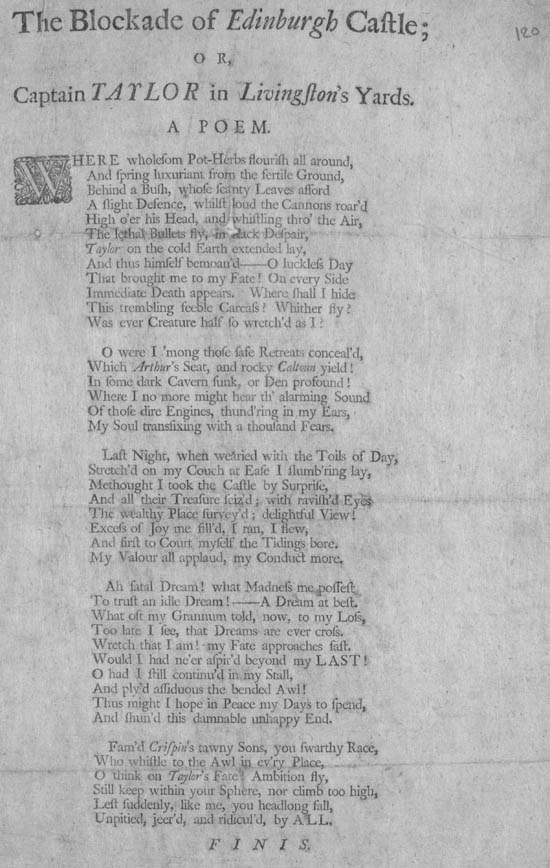 The Blockade of Edinburgh Caſtle;
120
OR,
Captain TAYLOR in Livingſton's Yards.
A POEM.
WHERE wholeſom Pot-Herbs flouriſh all around,
And ſpring luxuriant from the fertile Ground,
Behind a Buſh, whoſe ſcanty Leaves afford
A ſlight Defence, whilſt loud the Cannons roar'd
High o'er his Head, and whiſtling thro' the Air,
The lethal Bullets fly, in black Deſpair,
Taylor on the cold Earth extended lay,
And thus himſelf bemoan'd——O luckleſs Day
That brought me to my Fate! On every Side
Immediate Death appears. Where ſhall I hide
This trembling feeble Carcaſs? Whither fly?
Was ever Creature half ſo wretch'd as I?
O were I 'mong thoſe ſafe Retreats conceal'd,
Which Arthur's Seat, and rocky Caltoun yield!
In ſome dark Cavern ſunk, or Den profound!
Where I no more might hear th' alarming Sound
Of thoſe dire Engines, thund'ring in my Ears,
My Soul transfixing with a thouſand Fears.
Laſt Night, when wearied with the Toils of Day,
Stretch'd on my Couch at Eaſe I ſlumb'ring lay,
Methought I took the Caſtle by Surpriſe,
And all their Treaſure ſeiz'd; with raviſh'd Eyes
The wealthy Place ſurvey'd; delightful View!
Exceſs of Joy me fill'd, I ran, I flew,
And firſt to Court myſelf the Tidings bore.
My Valour all applaud, my Conduct more.
Ah fatal Dream! what Madneſs me poſſeſt
To truſt an idle Dream!——A Dream at beſt.
What oft my Grannum told, now, to my Loſs,
Too late I ſee, that Dreams are ever croſs.
Wretch that I am! my Fate approaches faſt.
Would I had ne'er aſpir'd beyond my LAST!
O had I ſtill continu'd in my Stall,
And ply'd aſſiduous the bended Awl!
Thus might I hope in Peace my Days to ſpend,
And ſhun'd this damnable unhappy End.
Fam'd Criſpin's tawny Sons, you ſwarthy Race,
Who whiſtle to the Awl in ev'ry Place,
O think on Taylor's Fate! Ambition fly,
Still keep within your Sphere, nor climb too high,
Leſt ſuddenly, like me, you headlong fall,
Unpitied, jeer'd, and ridicul'd, by ALL.
FINIS.